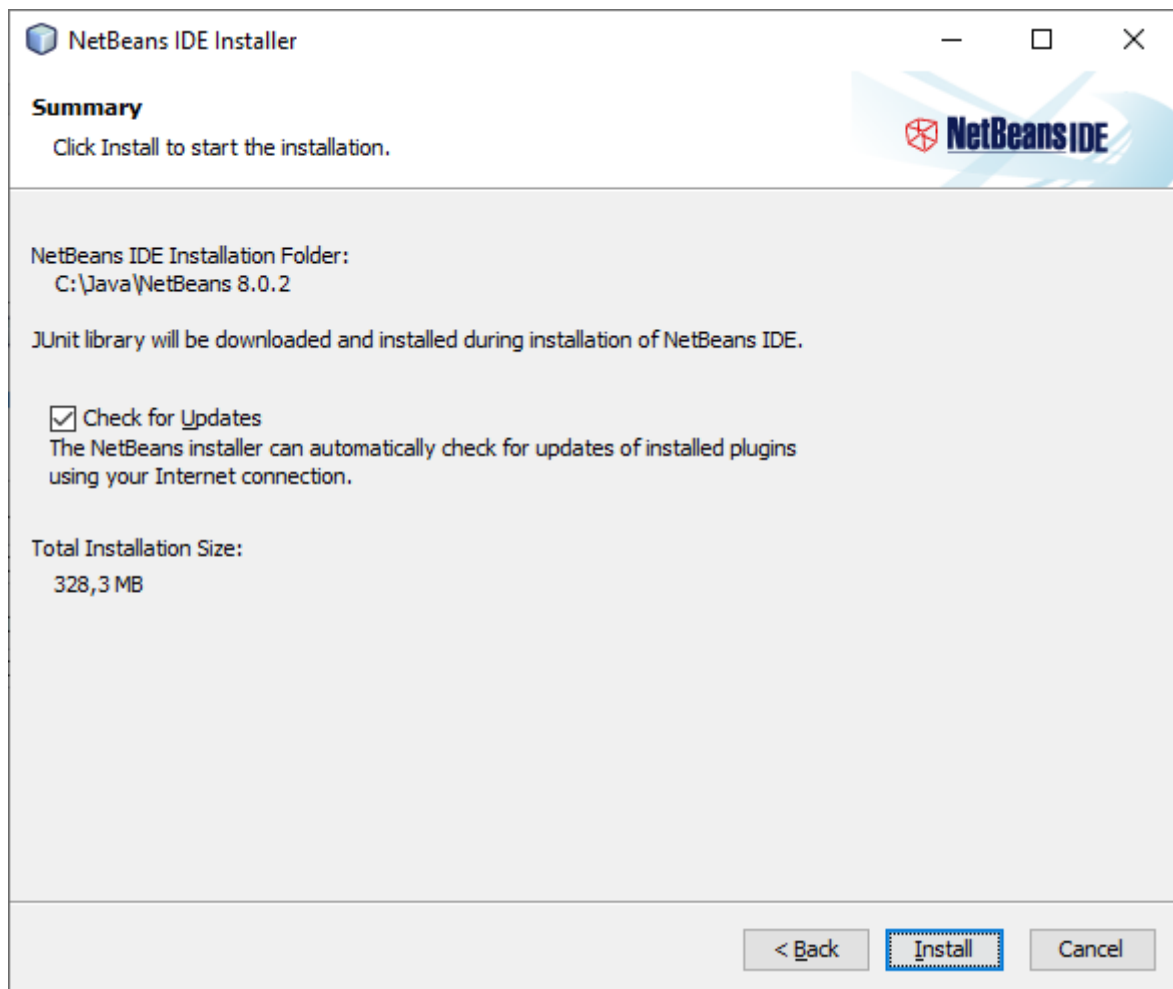 NetBeans IDE Installer
Summary
Click Install to start the installation.
NetBeans IDE
NetBeans IDE Installation Folder:
C:\Java\NetBeans 8.0.2
JUnit library will be downloaded and installed during installation of NetBeans IDE.
Check for Updates
The NetBeans installer can automatically check for updates of installed plugins
using your Internet connection.
Total Installation Size:
328,3 MB
< Back
Install
Cancel